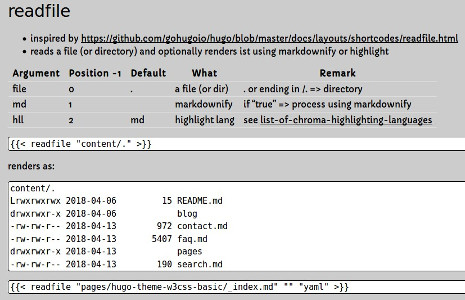 readfile
• inspired by https://github.com/gohugoio/hugo/blob/master/docs/layouts/shortcodes/readfile.html
• reads a file (or directory) and optionally renders ist using markdownify or highlight
Argument Position -1 Default What Remark
file 0 . a file (or dir) . or ending in /. => directory
md 1 markdownify if “true” => process using markdownify
hll 2 md highlight lang see list-of-chroma-highlighting-languages
{{< readfile "content/." >}}
renders as:
content/.
Lrwxrwxrwx 2018-04-06 15 README.md
drwxrwxr-x 2018-04-06 blog
-rw-rw-r-- 2018-04-13 972 contact.md
-rw-rw-r-- 2018-04-13 5407 faq.md
drwxrwxr-x 2018-04-13 pages
-rw-rw-r-- 2018-04-13 190 search.md
{{< readfile "pages/hugo-theme-w3css-basic/_index.md" "" "yaml" >}}